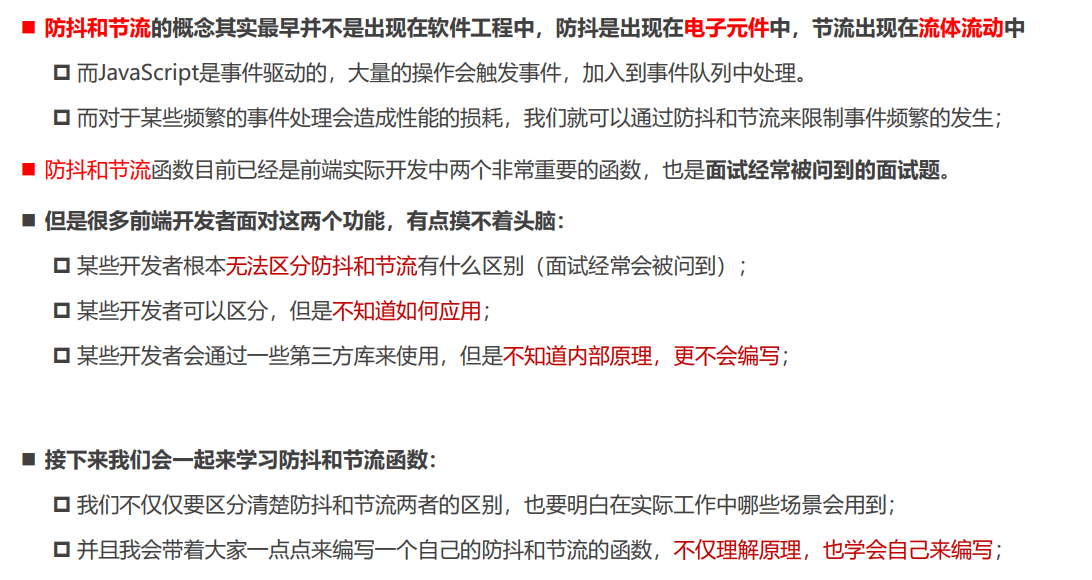 防抖和节流的概念其实最早并不是出现在软件工程中，防抖是出现在电子元件中，节流出现在流体流动中
而JavaScript是事件驱动的，大量的操作会触发事件，加入到事件队列中处理。
而对于某些频繁的事件处理会造成性能的损耗，我们就可以通过防抖和节流来限制事件频繁的发生；
防抖和节流函数目前已经是前端实际开发中两个非常重要的函数，也是面试经常被问到的面试题。
但是很多前端开发者面对这两个功能，有点摸不着头脑：
某些开发者根本无法区分防抖和节流有什么区别（面试经常会被问到）；
某些开发者可以区分，但是不知道如何应用；
某些开发者会通过一些第三方库来使用，但是不知道内部原理，更不会编写；
接下来我们会一起来学习防抖和节流函数：
我们不仅仅要区分清楚防抖和节流两者的区别，也要明白在实际工作中哪些场景会用到；
并且我会带着大家一点点来编写一个自己的防抖和节流的函数，不仅理解原理，也学会自己来编写；